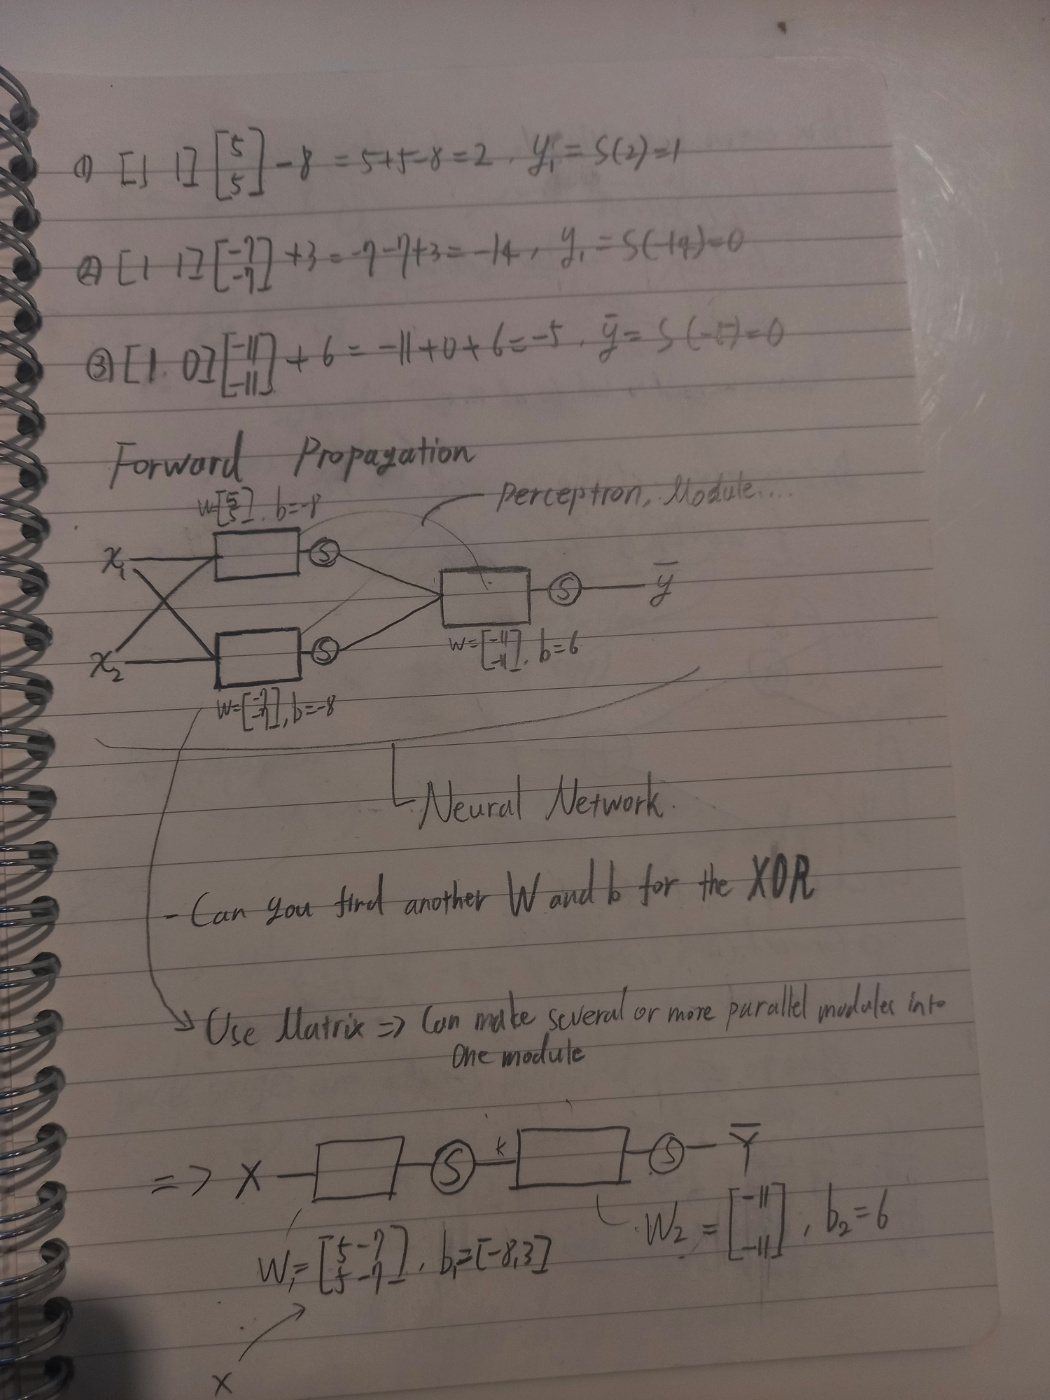 ① [1 1] [5 5] - 8 = 5+5-8 = 2 , y₁ = S(2) = 1
② [1 1] [-7 -7] + 3 = -7-7+3 = -14 , y₁ = S(-14) = 0
③ [1 0] [-11 -11] + 6 = -11+0+6 = -5 , ȳ = S(-5) = 0
Forward Propagation
W=[5 5] , b=-8
Perceptron, Module....
x₁
S
S
ȳ
x₂
S
W=[-11 -11] , b=6
W=[-7 -7] , b=-8
Neural Network.
- Can you find another W and b for the XOR
Use Matrix => Can make several or more parallel modules into
one module
=> X
S
k
S
Ȳ
W₂ = [-11 -11] , b₂ = 6
W₁ = [5 -7 5 -7] , b₁ = [-8,3]
X